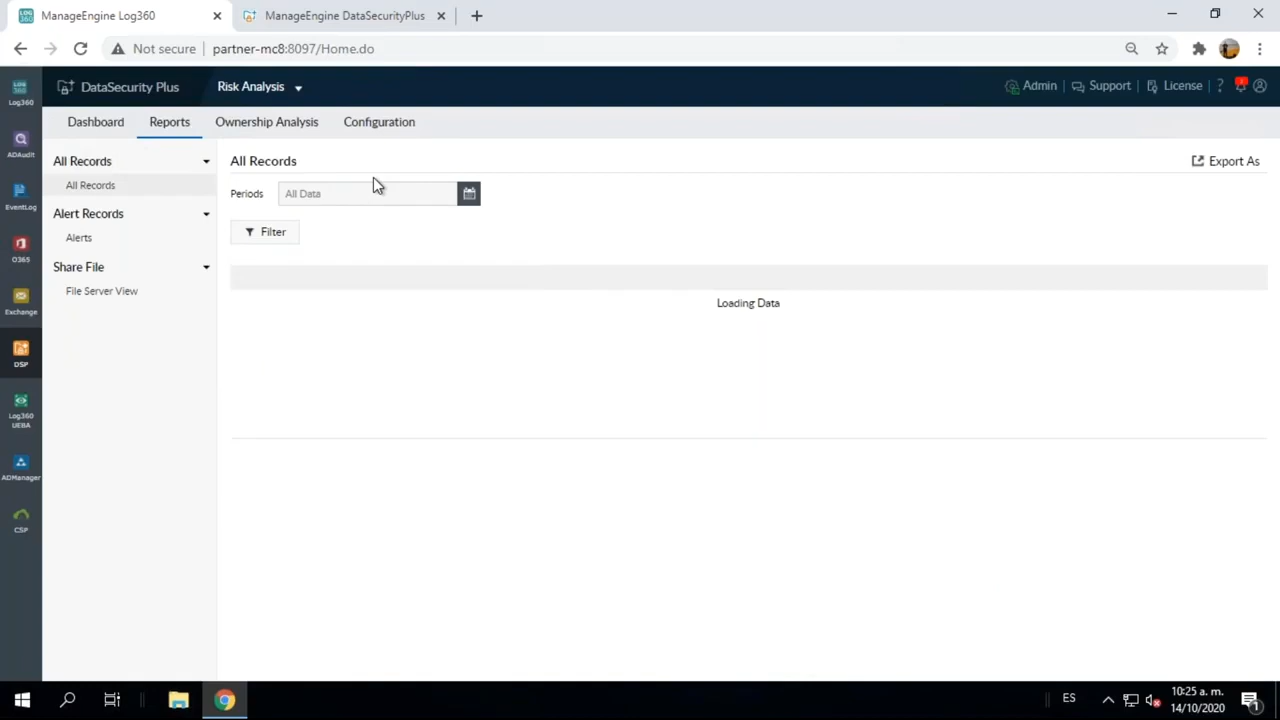 ManageEngine Log360
ManageEngine DataSecurityPlus
Not secure
partner-mc8:8097/Home.do
LOG 360
Log360
DataSecurity Plus
Risk Analysis
Admin
Support
License
?
Dashboard
Reports
Ownership Analysis
Configuration
ADAudit
EventLog
O365
Exchange
DSP
Log360
UEBA
ADManager
CSP
All Records
All Records
Alert Records
Alerts
Share File
File Server View
All Records
Export As
Periods
All Data
Filter
Loading Data
ES
10:25 a. m.
14/10/2020
1